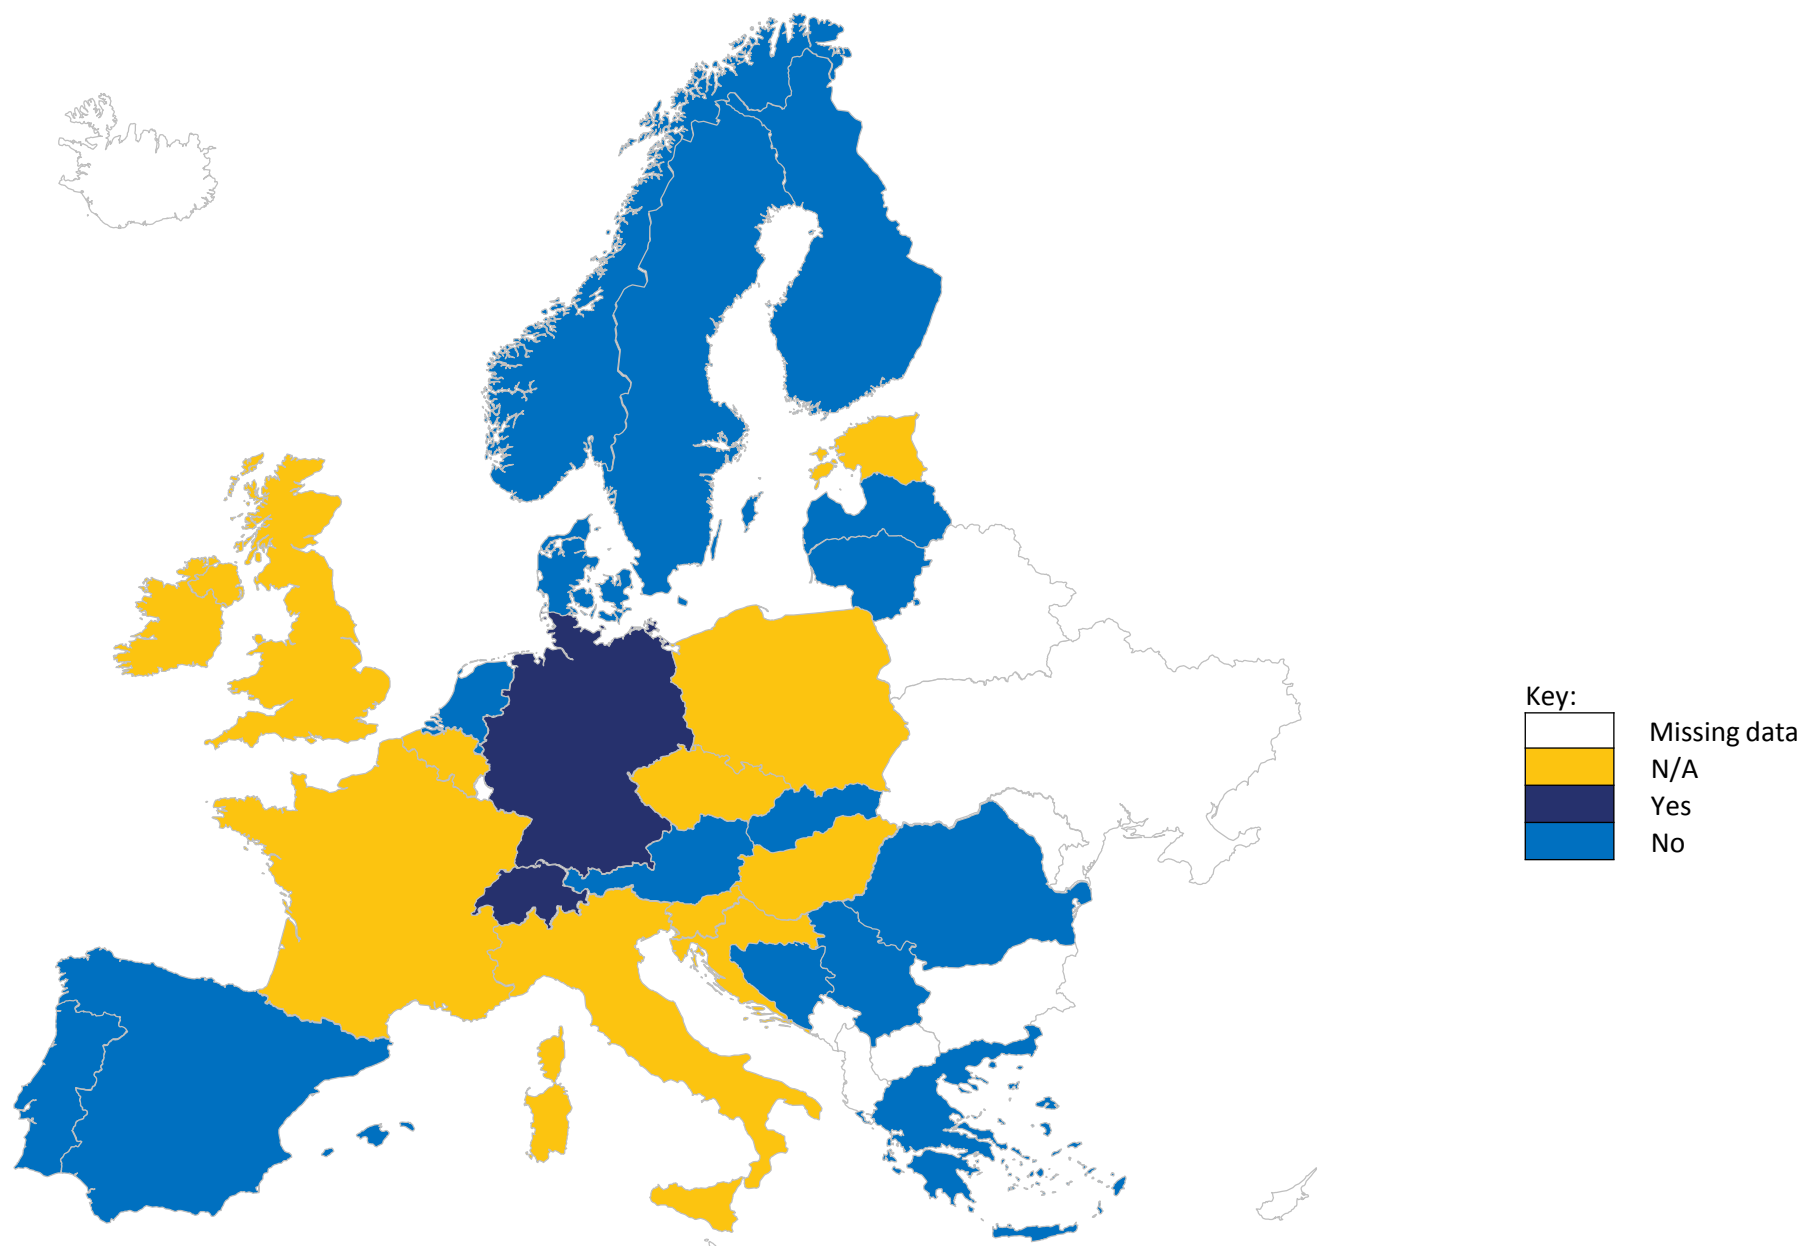 Key:
Missing data
N/A
Yes
No